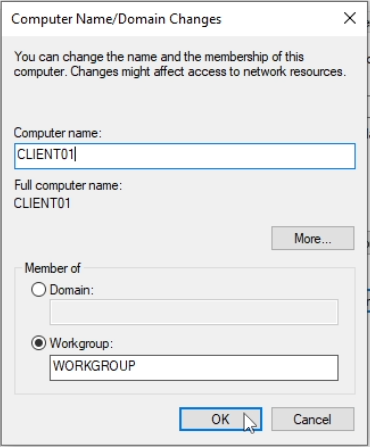 Computer Name/Domain Changes
You can change the name and the membership of this
computer. Changes might affect access to network resources.
Computer name:
CLIENT01
Full computer name:
CLIENT01
More...
Member of
Domain:
Workgroup:
WORKGROUP
OK
Cancel